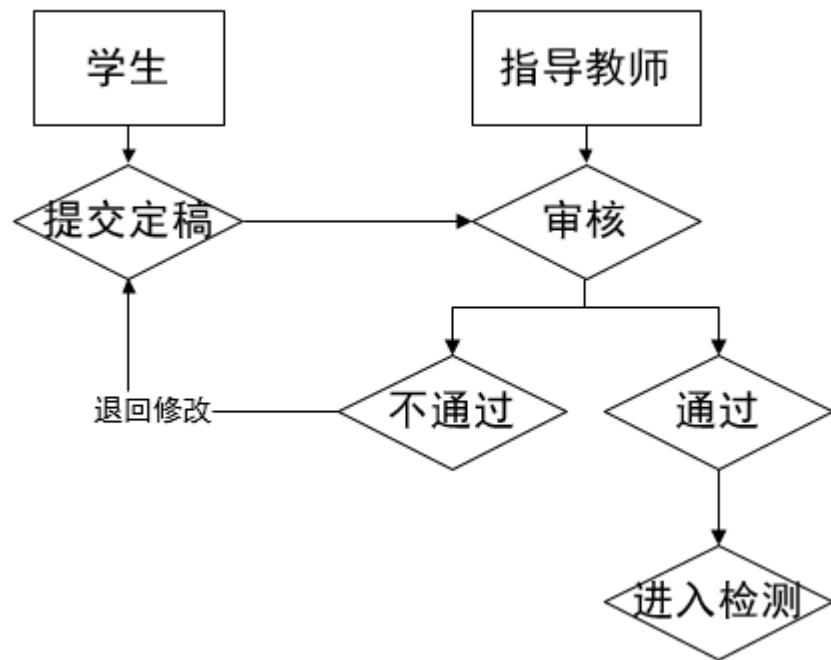 学生
指导教师
提交定稿
审核
不通过
通过
退回修改
进入检测